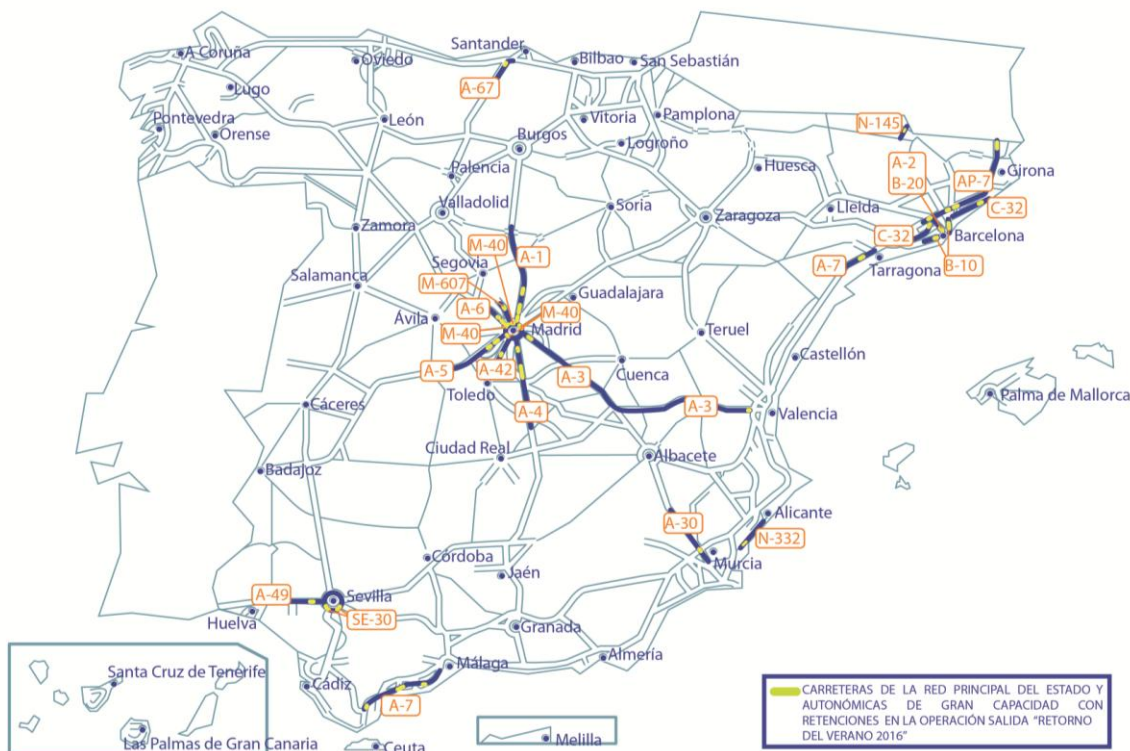 Santander
A Coruña
Oviedo
Bilbao
San Sebastián
A-67
Lugo
Pontevedra
Orense
León
Vitoria
Pamplona
N-145
Burgos
Logroño
Palencia
Huesca
A-2
B-20
AP-7
Girona
Valladolid
Soria
Zaragoza
Lleida
C-32
Zamora
C-32
Barcelona
M-40
A-1
Segovia
A-7
Tarragona
B-10
Salamanca
M-607
Guadalajara
A-6
M-40
Ávila
M-40
Madrid
Teruel
Castellón
A-5
A-42
A-3
Cuenca
Toledo
Cáceres
A-4
A-3
Valencia
Palma de Mallorca
Ciudad Real
Albacete
Badajoz
A-30
Alicante
N-332
Murcia
Córdoba
Jaén
A-49
Sevilla
Huelva
SE-30
Granada
Almería
Santa Cruz de Tenerife
Málaga
Cádiz
A-7
Las Palmas de Gran Canaria
Ceuta
Melilla
CARRETERAS DE LA RED PRINCIPAL DEL ESTADO Y
AUTONÓMICAS DE GRAN CAPACIDAD CON
RETENCIONES EN LA OPERACIÓN SALIDA "RETORNO
DEL VERANO 2016"